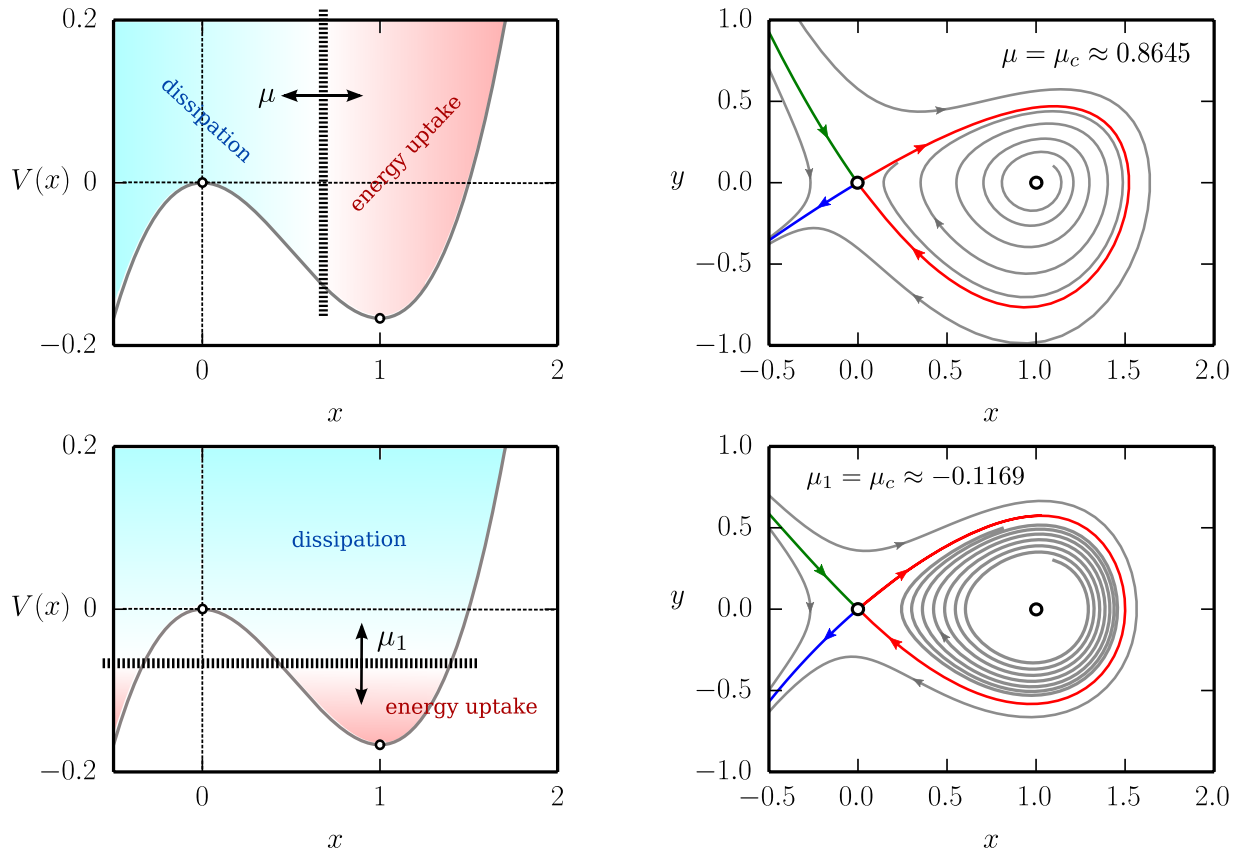 0.2
μ
dissipation
energy uptake
V(x)
0
−0.2
0
1
2
x
1.0
μ = μc ≈ 0.8645
0.5
y
0.0
−0.5
−1.0
−0.5
0.0
0.5
1.0
1.5
2.0
x
0.2
dissipation
V(x)
0
μ1
energy uptake
−0.2
0
1
2
x
1.0
μ1 = μc ≈ −0.1169
0.5
y
0.0
−0.5
−1.0
−0.5
0.0
0.5
1.0
1.5
2.0
x